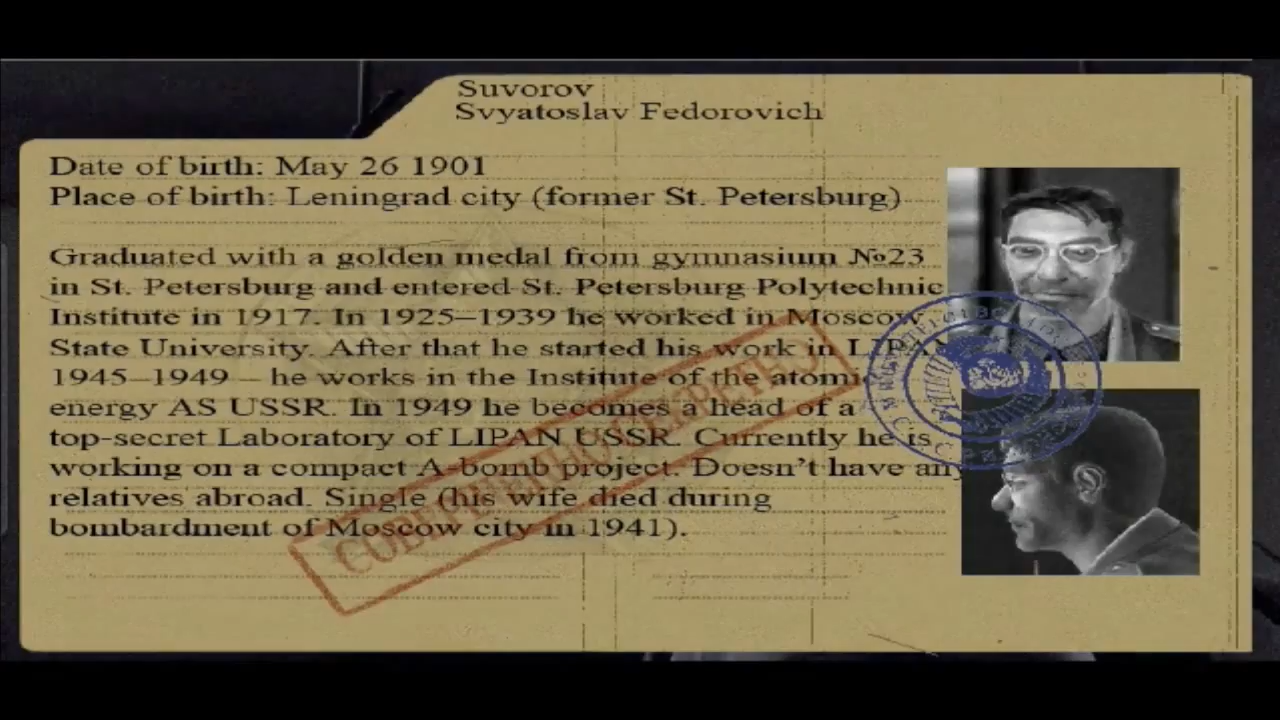 Suvorov
Svyatoslav Fedorovich
Date of birth: May 26 1901
Place of birth: Leningrad city (former St. Petersburg)
Graduated with a golden medal from gymnasium №23
in St. Petersburg and entered St. Petersburg Polytechnic
Institute in 1917. In 1925–1939 he worked in Moscow
State University. After that he started his work in LIPAN
1945–1949 – he works in the Institute of the atomic
energy AS USSR. In 1949 he becomes a head of a
top-secret Laboratory of LIPAN USSR. Currently he is
working on a compact A-bomb project. Doesn't have any
relatives abroad. Single (his wife died during
bombardment of Moscow city in 1941).